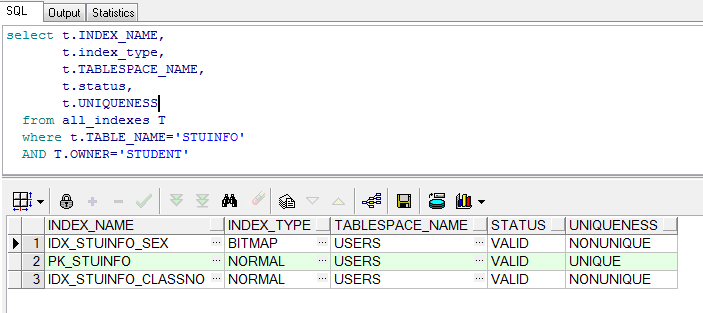 SQL Output Statistics
select t.INDEX_NAME,
t.index_type,
t.TABLESPACE_NAME,
t.status,
t.UNIQUENESS
from all_indexes T
where t.TABLE_NAME='STUINFO'
AND T.OWNER='STUDENT'
INDEX_NAME INDEX_TYPE TABLESPACE_NAME STATUS UNIQUENESS
1 IDX_STUINFO_SEX ... BITMAP ... USERS ... VALID NONUNIQUE
2 PK_STUINFO ... NORMAL ... USERS ... VALID UNIQUE
3 IDX_STUINFO_CLASSNO ... NORMAL ... USERS ... VALID NONUNIQUE